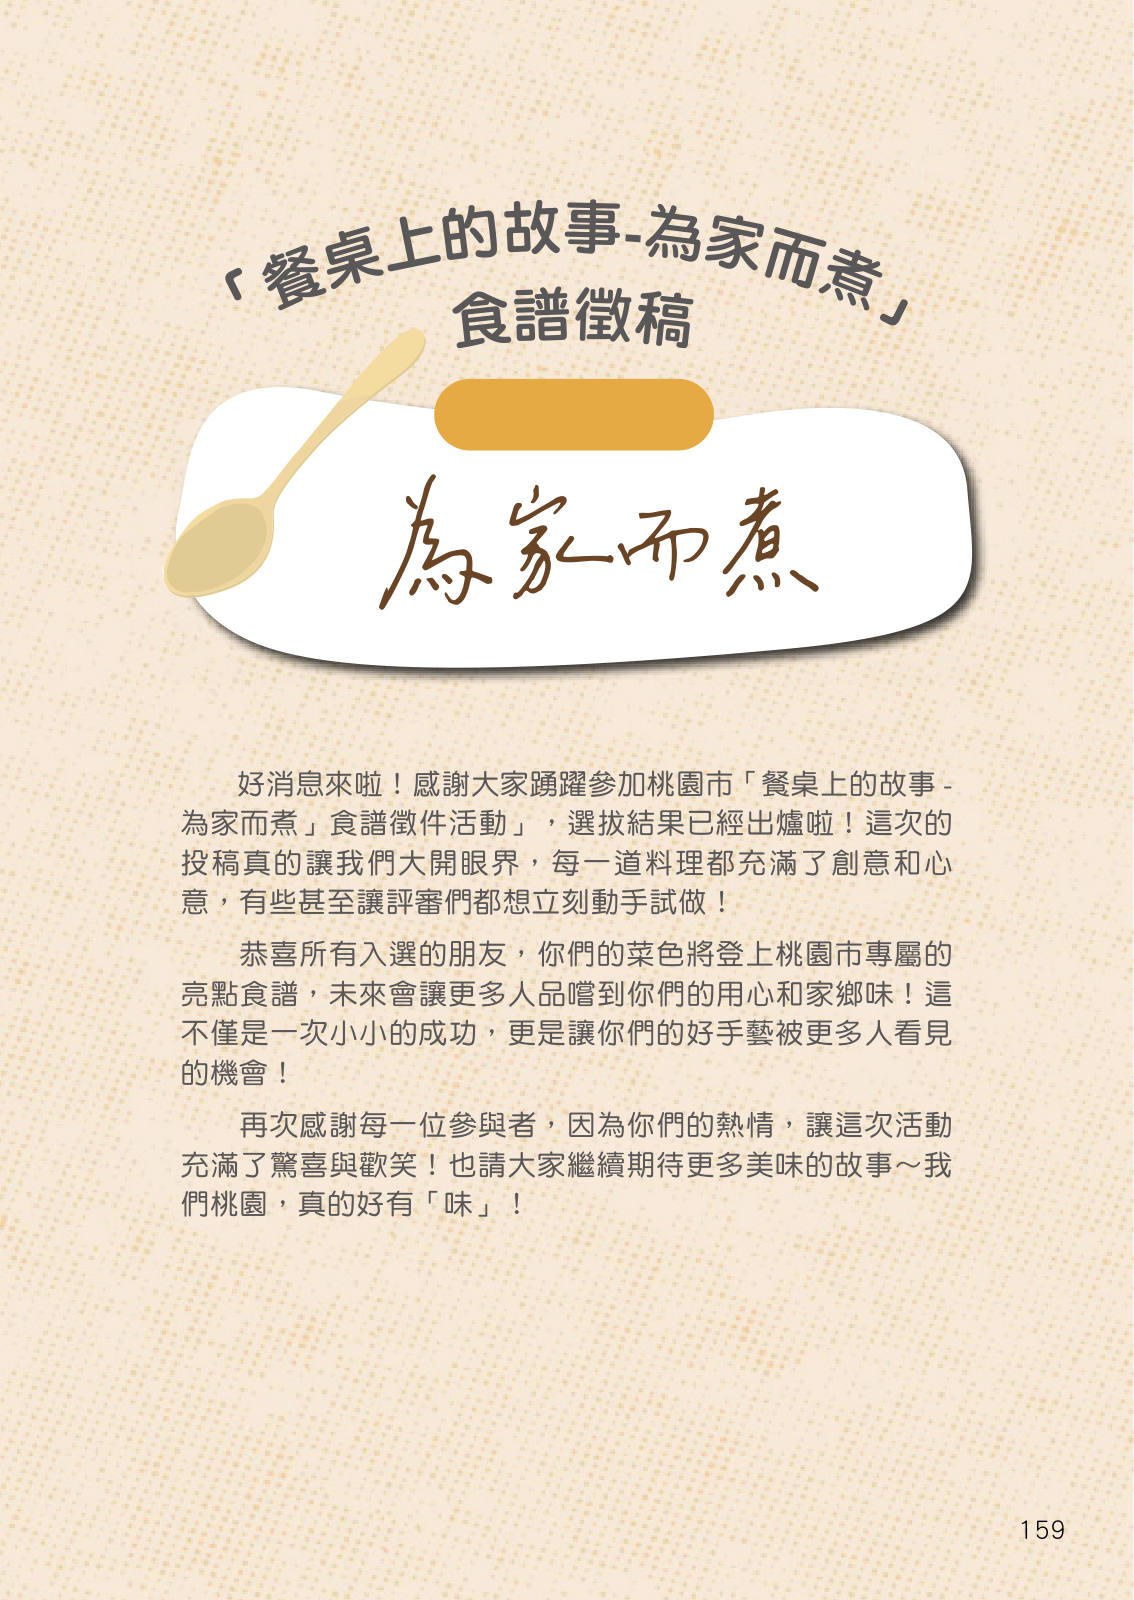 「餐桌上的故事-為家而煮」
食譜徵稿
為家而煮
好消息來啦！感謝大家踴躍參加桃園市「餐桌上的故事-
為家而煮」食譜徵件活動」，選拔結果已經出爐啦！這次的
投稿真的讓我們大開眼界，每一道料理都充滿了創意和心
意，有些甚至讓評審們都想立刻動手試做！
恭喜所有入選的朋友，你們的菜色將登上桃園市專屬的
亮點食譜，未來會讓更多人品嚐到你們的用心和家鄉味！這
不僅是一次小小的成功，更是讓你們的好手藝被更多人看見
的機會！
再次感謝每一位參與者，因為你們的熱情，讓這次活動
充滿了驚喜與歡笑！也請大家繼續期待更多美味的故事～我
們桃園，真的好有「味」！
159